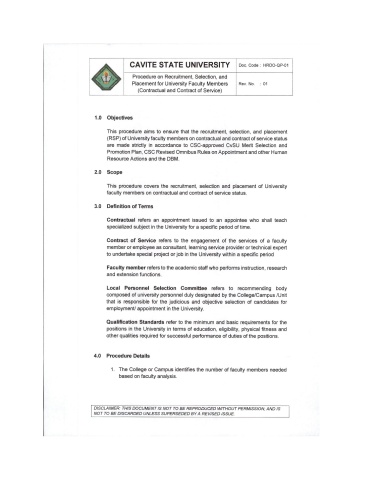 CAVITE STATE UNIVERSITY
Doc. Code : HRDO-QP-01
Procedure on Recruitment, Selection, and
Placement for University Faculty Members
(Contractual and Contract of Service)
Rev. No. : 01
1.0 Objectives
This procedure aims to ensure that the recruitment, selection, and placement
(RSP) of University faculty members on contractual and contract of service status
are made strictly in accordance to CSC-approved CvSU Merit Selection and
Promotion Plan, CSC Revised Omnibus Rules on Appointment and other Human
Resource Actions and the DBM.
2.0 Scope
This procedure covers the recruitment, selection and placement of University
faculty members on contractual and contract of service status.
3.0 Definition of Terms
Contractual refers an appointment issued to an appointee who shall teach
specialized subject in the University for a specific period of time.
Contract of Service refers to the engagement of the services of a faculty
member or employee as consultant, learning service provider or technical expert
to undertake special project or job in the University within a specific period
Faculty member refers to the academic staff who performs instruction, research
and extension functions.
Local Personnel Selection Committee refers to recommending body
composed of university personnel duly designated by the College/Campus /Unit
that is responsible for the judicious and objective selection of candidates for
employment/ appointment in the University.
Qualification Standards refer to the minimum and basic requirements for the
positions in the University in terms of education, eligibility, physical fitness and
other qualities required for successful performance of duties of the positions.
4.0 Procedure Details
1. The College or Campus identifies the number of faculty members needed
based on faculty analysis.
DISCLAIMER: THIS DOCUMENT IS NOT TO BE REPRODUCED WITHOUT PERMISSION, AND IS
NOT TO BE DISCARDED UNLESS SUPERSEDED BY A REVISED ISSUE.